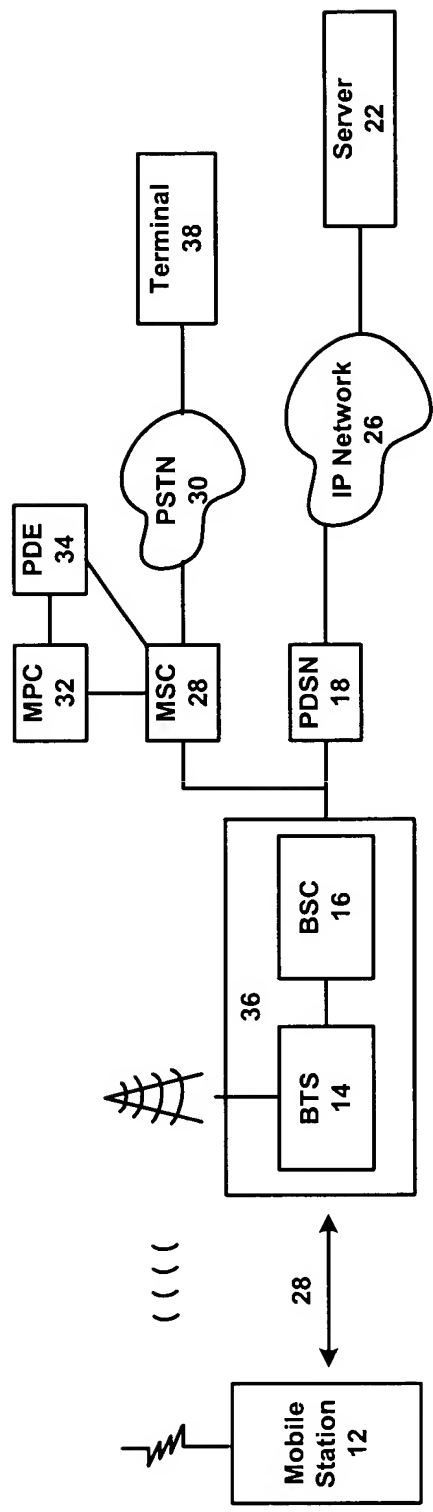 Mobile
Station
12
28
36
BTS
14
BSC
16
MPC
32
PDE
34
MSC
28
PSTN
30
Terminal
38
PDSN
18
IP Network
26
Server
22